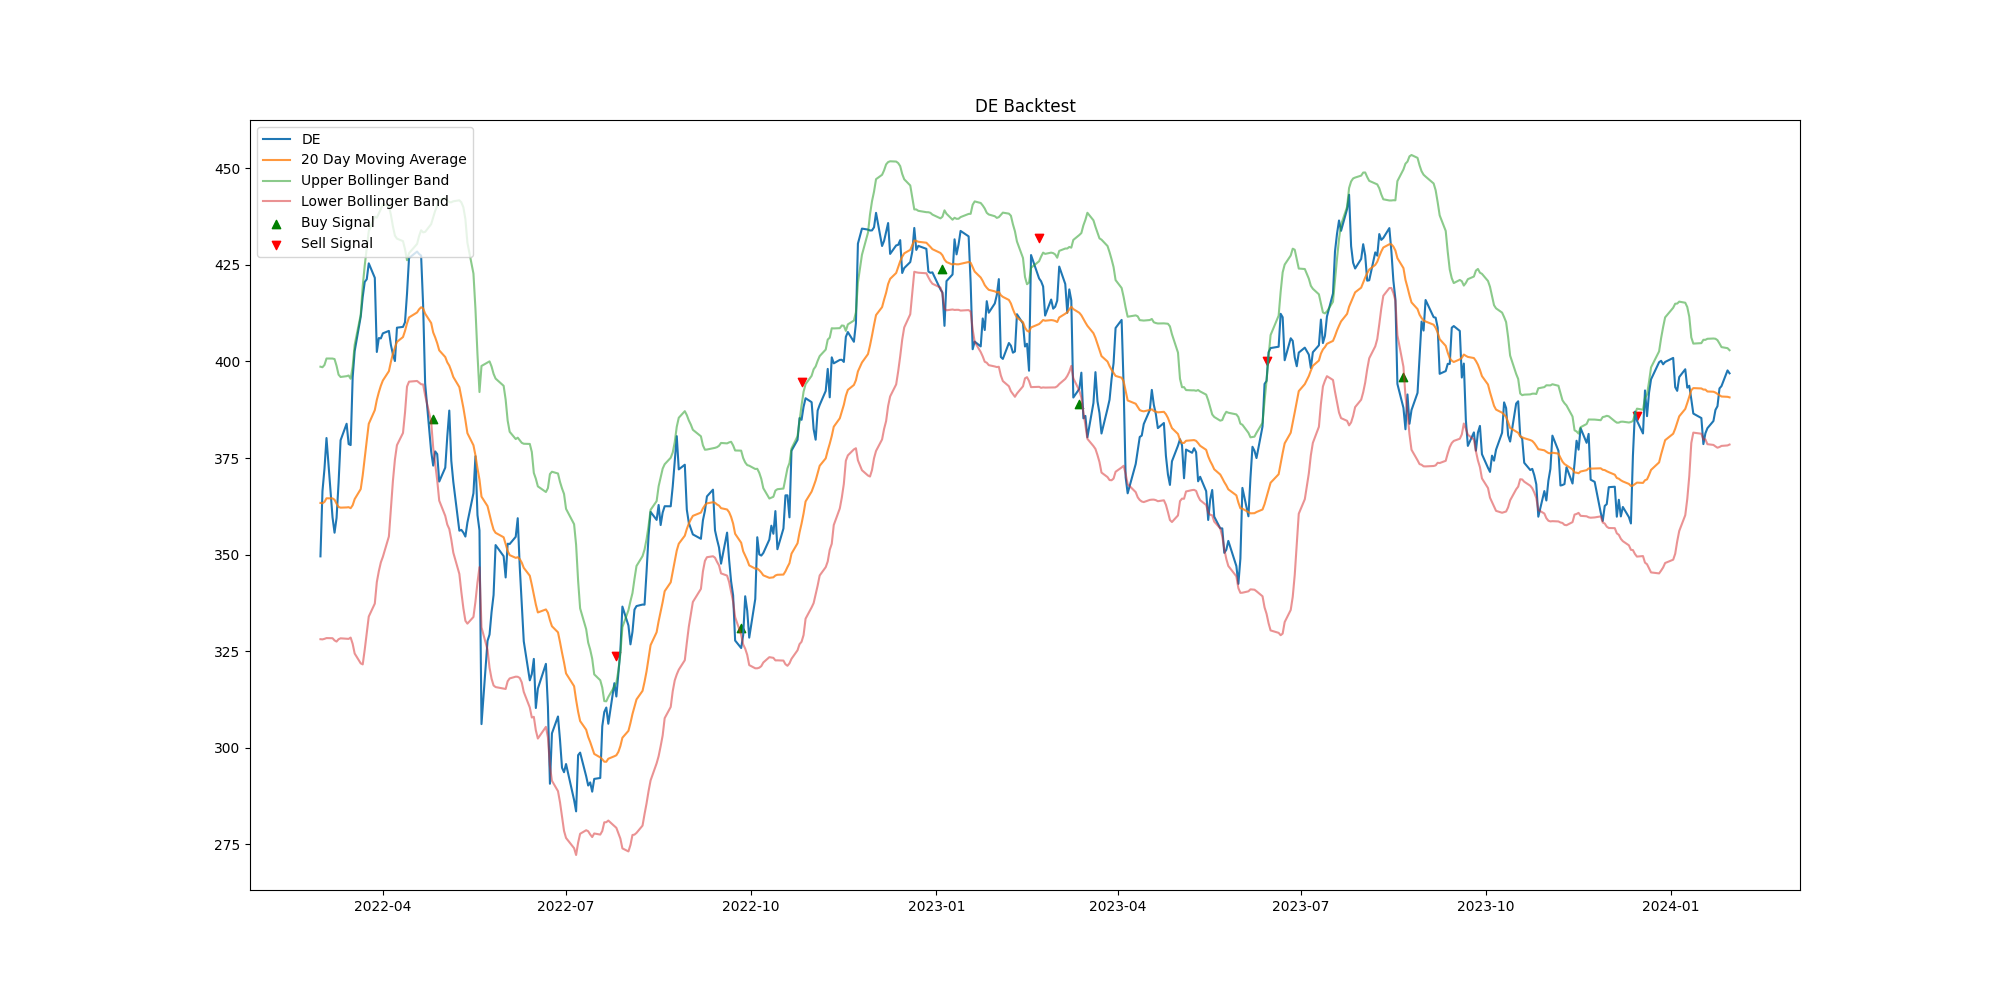 DE Backtest
DE
20 Day Moving Average
Upper Bollinger Band
Lower Bollinger Band
Buy Signal
Sell Signal
450
425
400
375
350
325
300
275
2022-04 2022-07 2022-10 2023-01 2023-04 2023-07 2023-10 2024-01